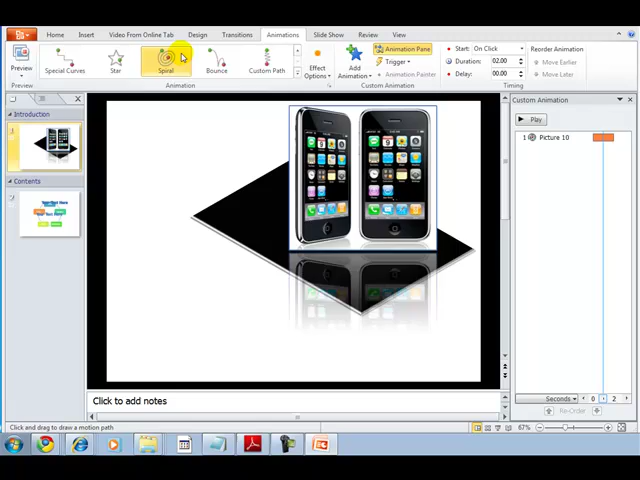 Home Insert Video From Online Tab Design Transitions Animations Slide Show Review View
Preview
Special Curves Star Spiral Bounce Custom Path
Effect Options
Add Animation
Animation Pane
Trigger
Animation Painter
Start: On Click
Duration: 02.00
Delay: 00.00
Reorder Animation
Move Earlier
Move Later
Preview Animation Custom Animation Timing
Introduction
1
Contents
2
Custom Animation
Play
1 Picture 10
Seconds 0 2
Re-Order
Click to add notes
Click and drag to draw a motion path
67%